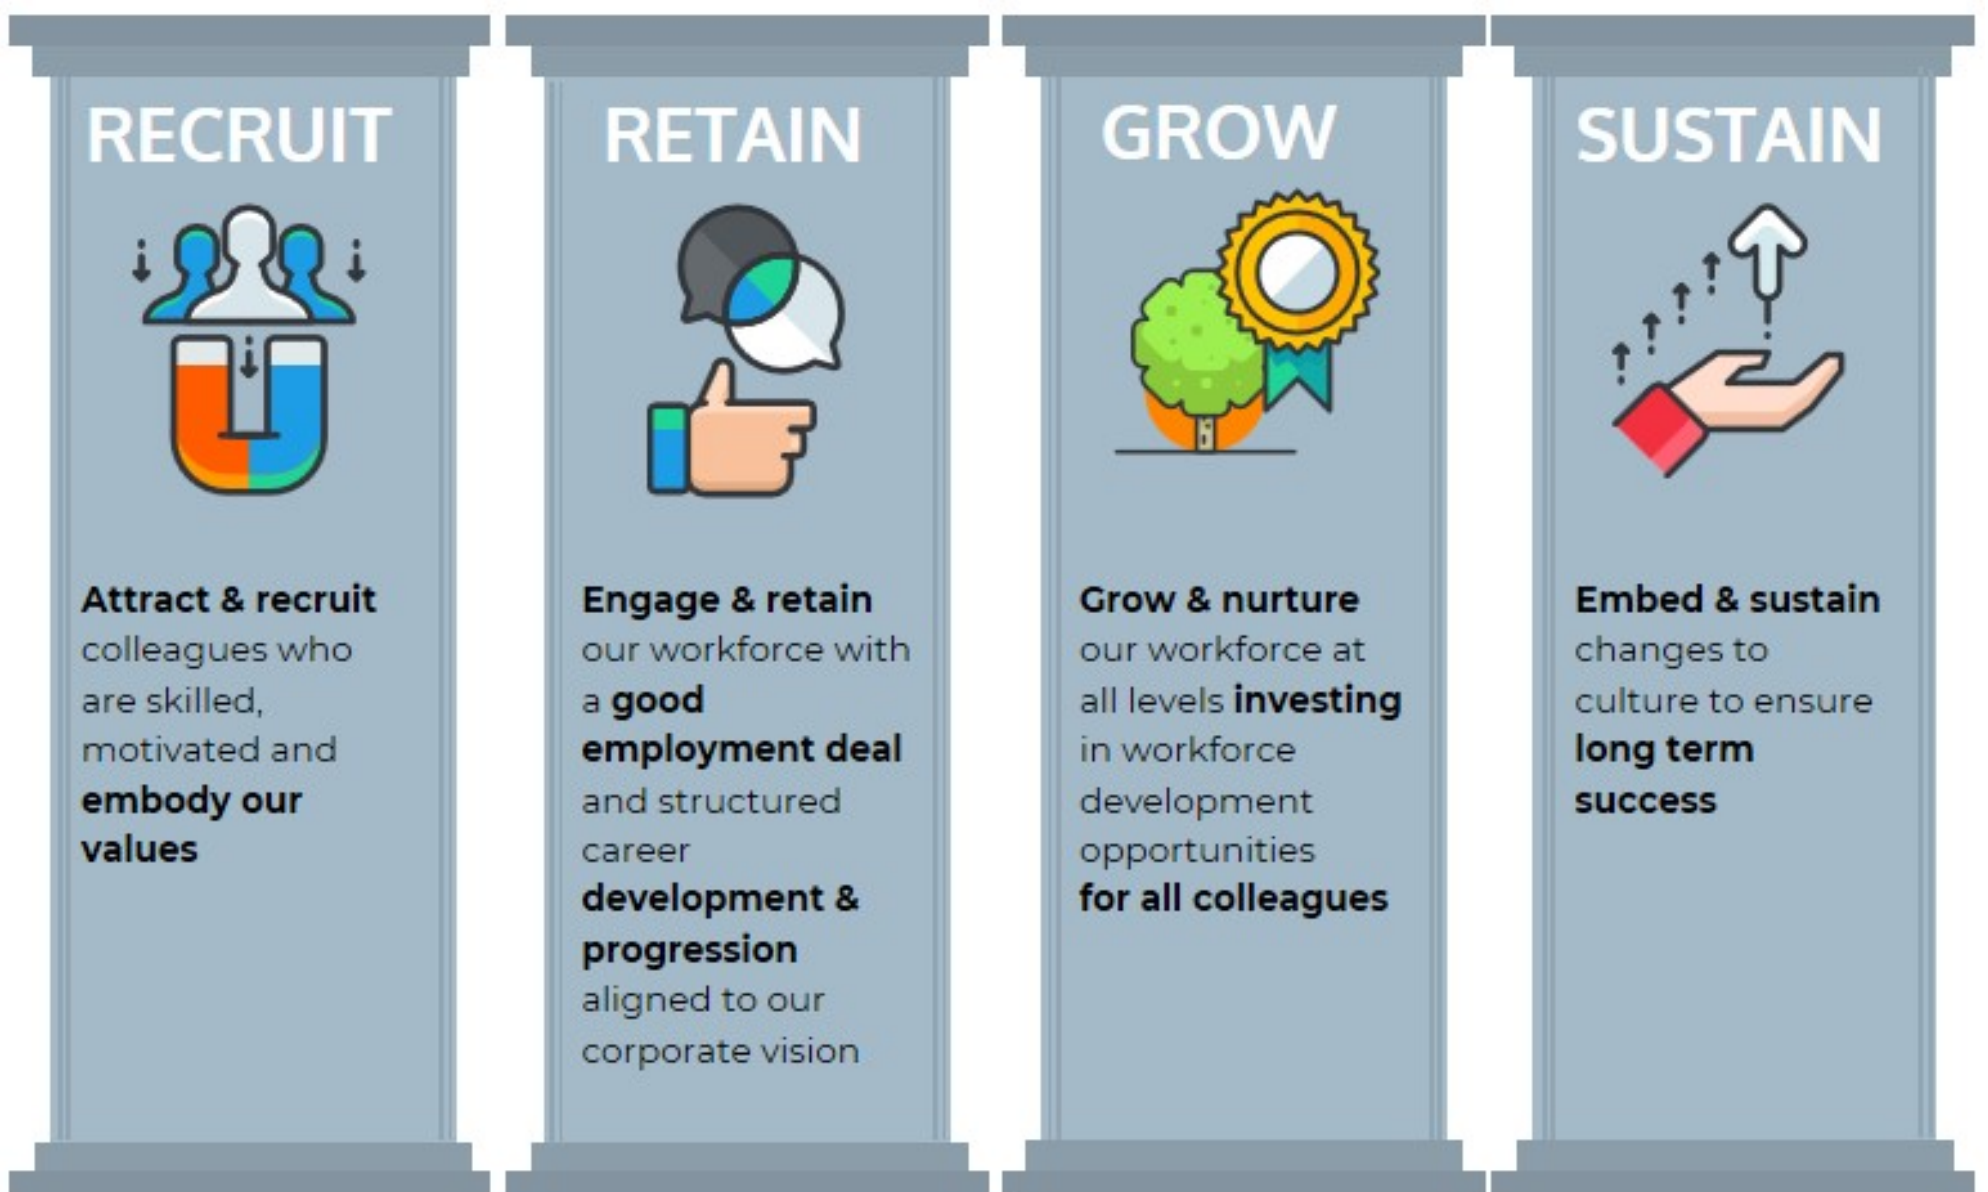 RECRUIT
Attract & recruit
colleagues who
are skilled,
motivated and
embody our
values
RETAIN
Engage & retain
our workforce with
a good
employment deal
and structured
career
development &
progression
aligned to our
corporate vision
GROW
Grow & nurture
our workforce at
all levels investing
in workforce
development
opportunities
for all colleagues
SUSTAIN
Embed & sustain
changes to
culture to ensure
long term
success